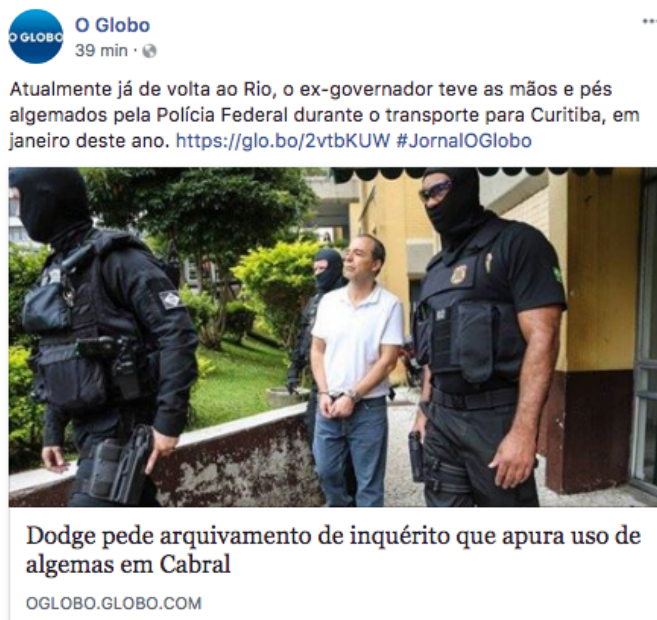 O GLOBO
O Globo
39 min
Atualmente já de volta ao Rio, o ex-governador teve as mãos e pés
algemados pela Polícia Federal durante o transporte para Curitiba, em
janeiro deste ano. https://glo.bo/2vtbKUW #JornalOGlobo
Dodge pede arquivamento de inquérito que apura uso de
algemas em Cabral
OGLOBO.GLOBO.COM